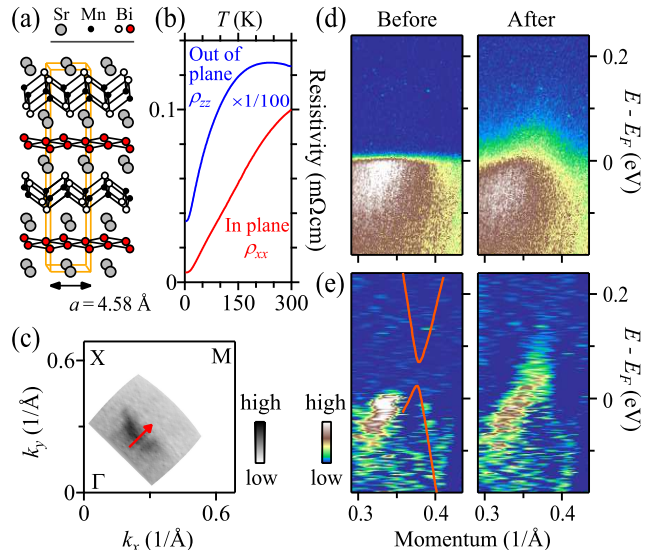 (a)
Sr Mn Bi
a = 4.58 Å
(b)
T (K)
0 150 300
Out of
plane
ρzz ×1/100
In plane
ρxx
0.1
0
Resistivity (mΩcm)
(c)
X M
Γ
0.6
0
0 0.6
ky (1/Å)
kx (1/Å)
high
low
(d)
Before After
0.2
0
E - EF (eV)
(e)
high
low
0.2
0
E - EF (eV)
0.3 0.4 0.3 0.4
Momentum (1/Å)